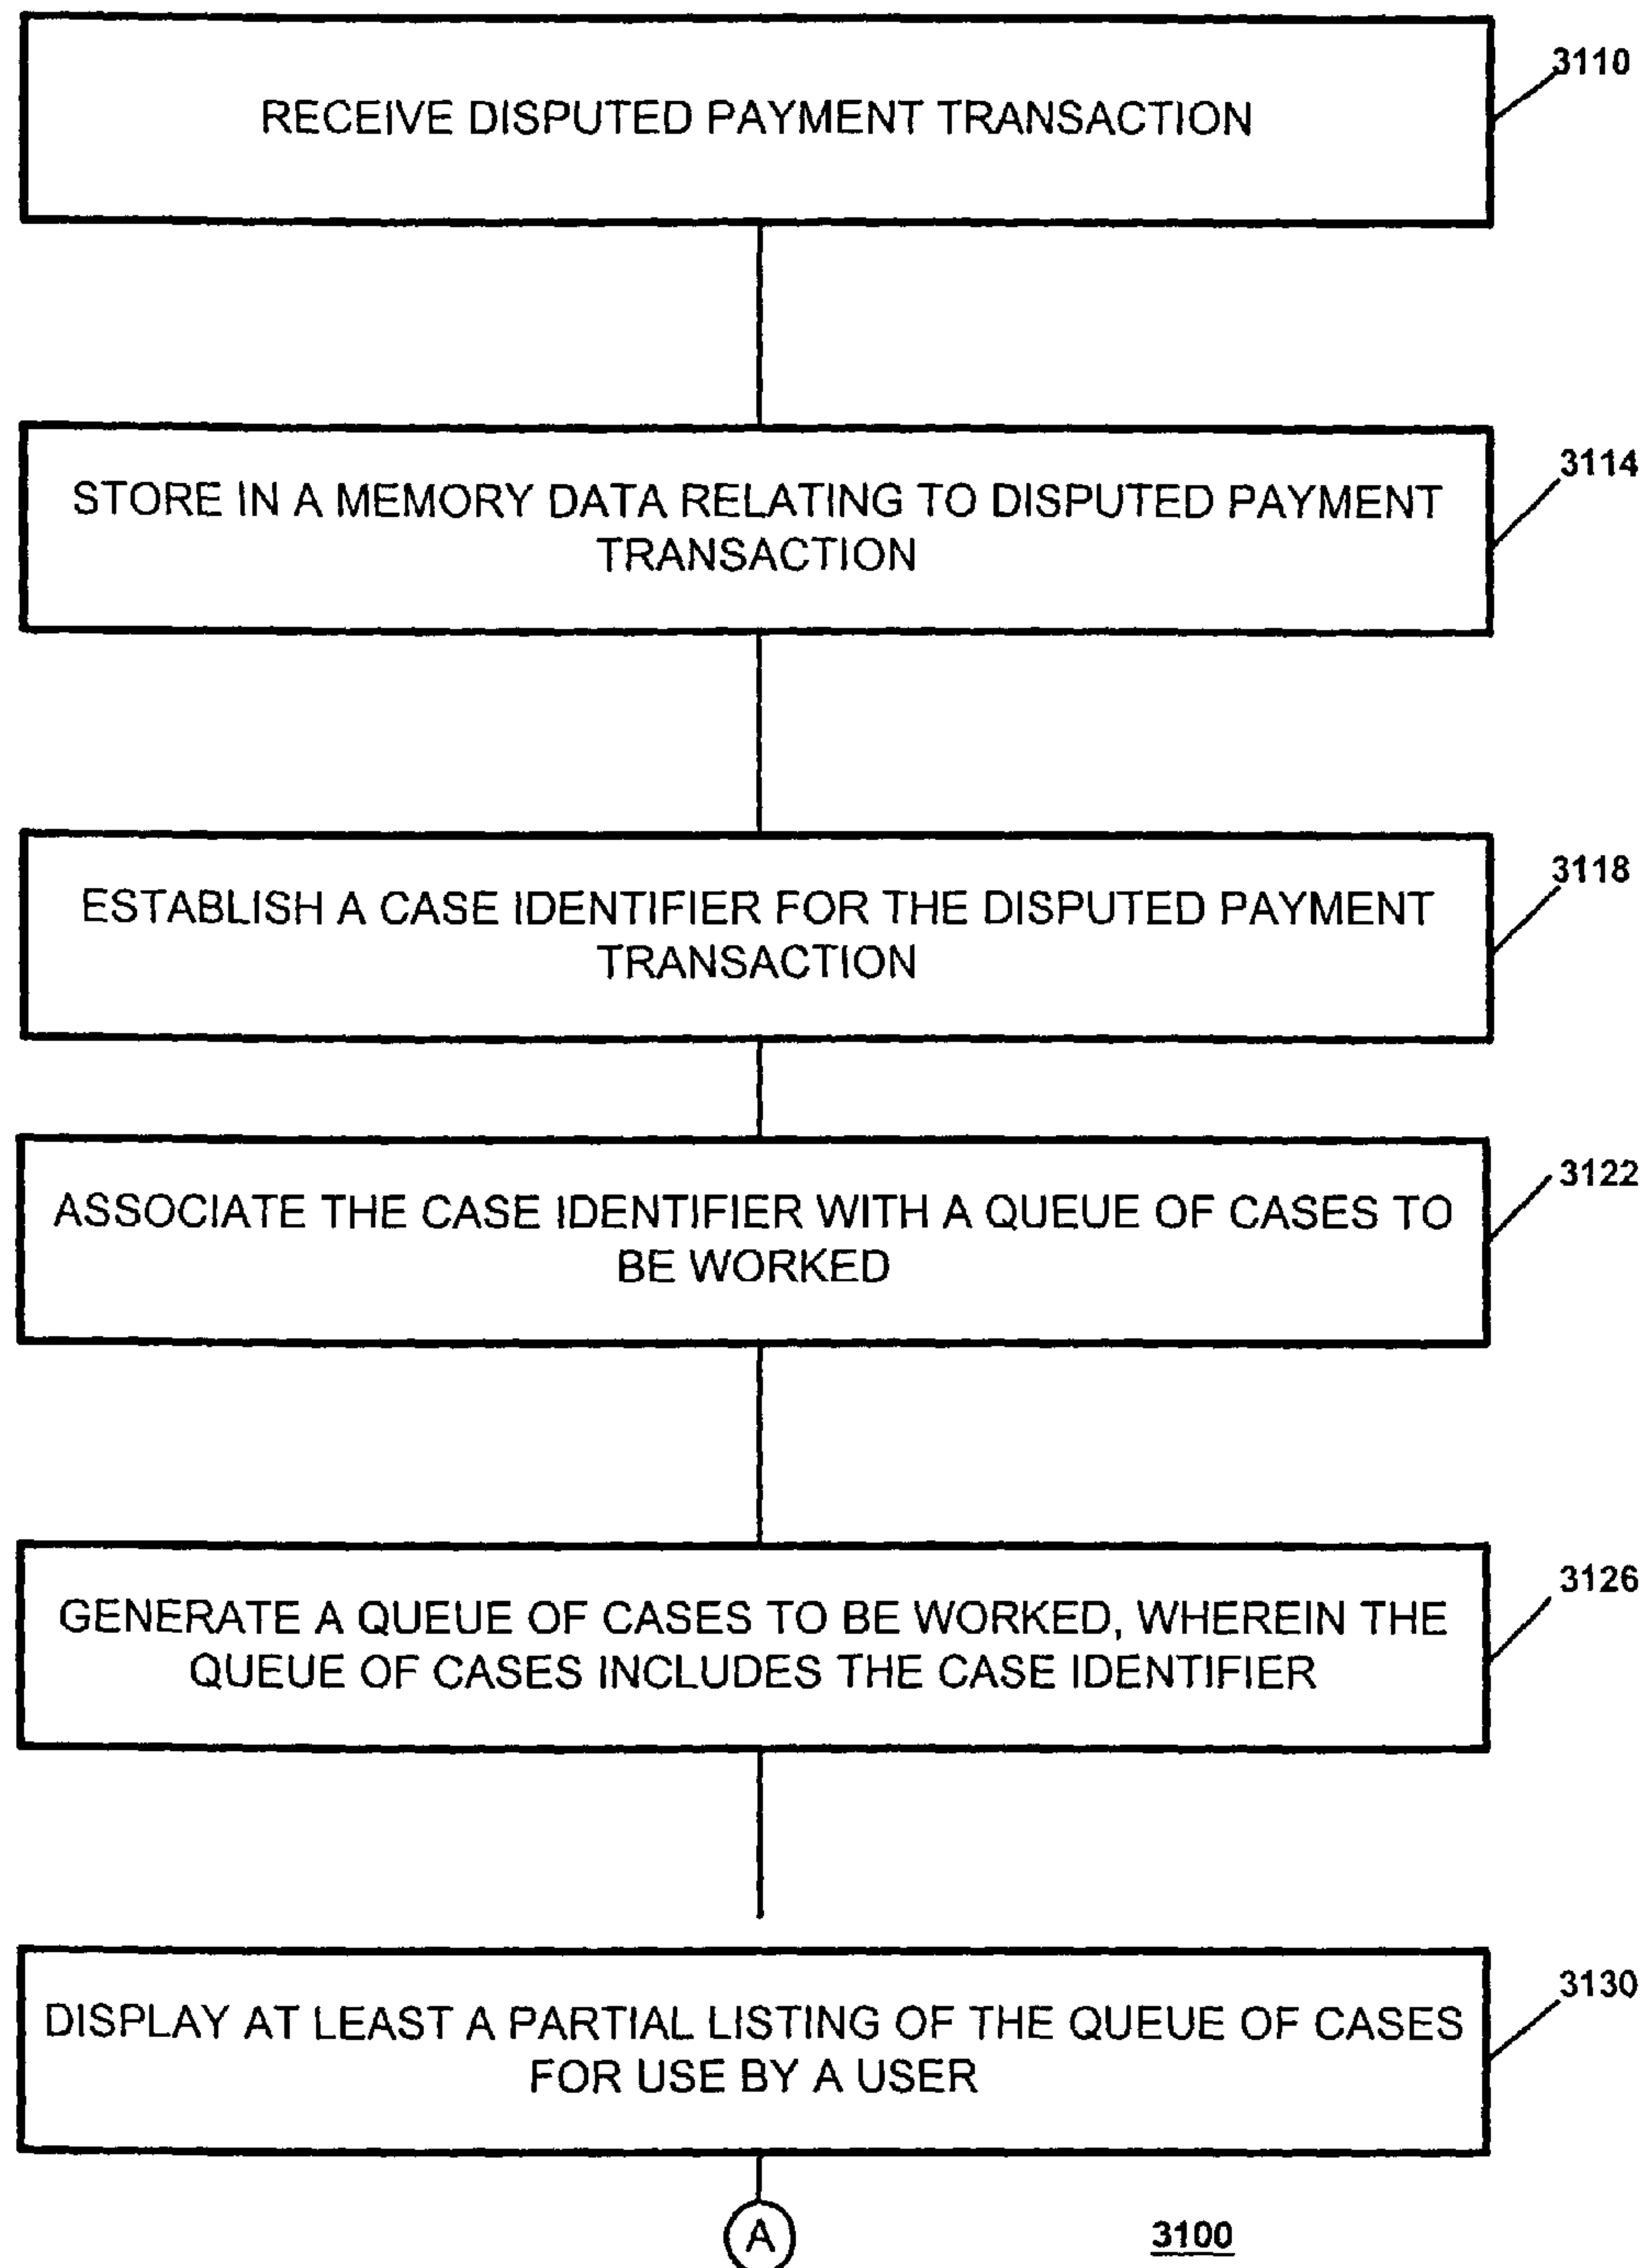 RECEIVE DISPUTED PAYMENT TRANSACTION
3110
STORE IN A MEMORY DATA RELATING TO DISPUTED PAYMENT
TRANSACTION
3114
ESTABLISH A CASE IDENTIFIER FOR THE DISPUTED PAYMENT
TRANSACTION
3118
ASSOCIATE THE CASE IDENTIFIER WITH A QUEUE OF CASES TO
BE WORKED
3122
GENERATE A QUEUE OF CASES TO BE WORKED, WHEREIN THE
QUEUE OF CASES INCLUDES THE CASE IDENTIFIER
3126
DISPLAY AT LEAST A PARTIAL LISTING OF THE QUEUE OF CASES
FOR USE BY A USER
3130
A
3100